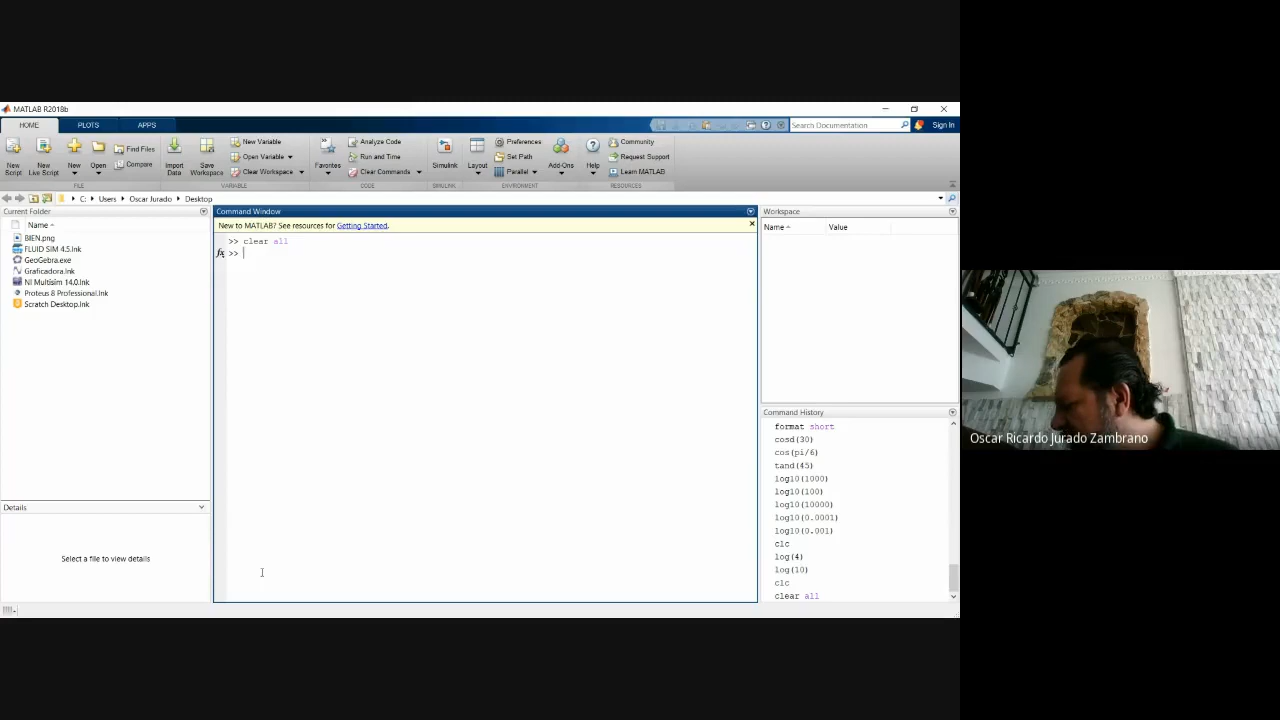 MATLAB R2018b
HOME
PLOTS
APPS
Search Documentation
Sign In
New Script
New Live Script
New
Open
Find Files
Compare
Import Data
Save Workspace
New Variable
Open Variable
Clear Workspace
Favorites
Analyze Code
Run and Time
Clear Commands
Simulink
Layout
Preferences
Set Path
Parallel
Add-Ons
Help
Community
Request Support
Learn MATLAB
FILE
VARIABLE
CODE
SIMULINK
ENVIRONMENT
RESOURCES
C: Users Oscar Jurado Desktop
Current Folder
Name
BIEN.png
FLUID SIM 4.5.lnk
GeoGebra.exe
Graficadora.lnk
NI Multisim 14.0.lnk
Proteus 8 Professional.lnk
Scratch Desktop.lnk
Details
Select a file to view details
Command Window
New to MATLAB? See resources for Getting Started.
>> clear all
fx >>
Workspace
Name Value
Command History
format short
cosd(30)
cos(pi/6)
tand(45)
log10(1000)
log10(100)
log10(10000)
log10(0.0001)
log10(0.001)
clc
log(4)
log(10)
clc
clear all
Oscar Ricardo Jurado Zambrano